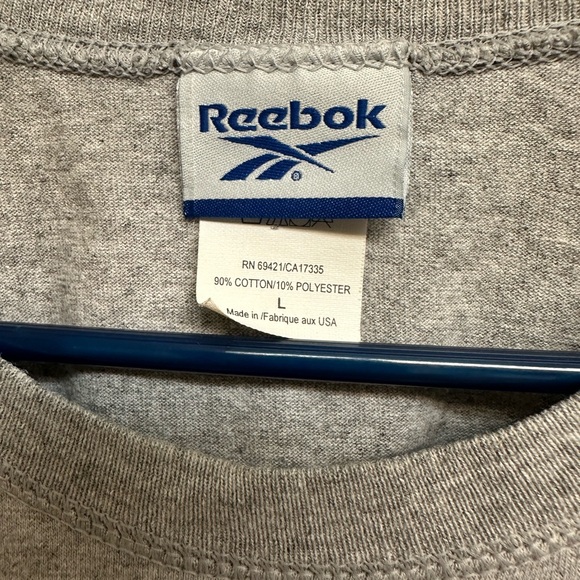 Reebok
®
RN 69421/CA17335
90% COTTON/10% POLYESTER
L
Made in /Fabrique aux USA